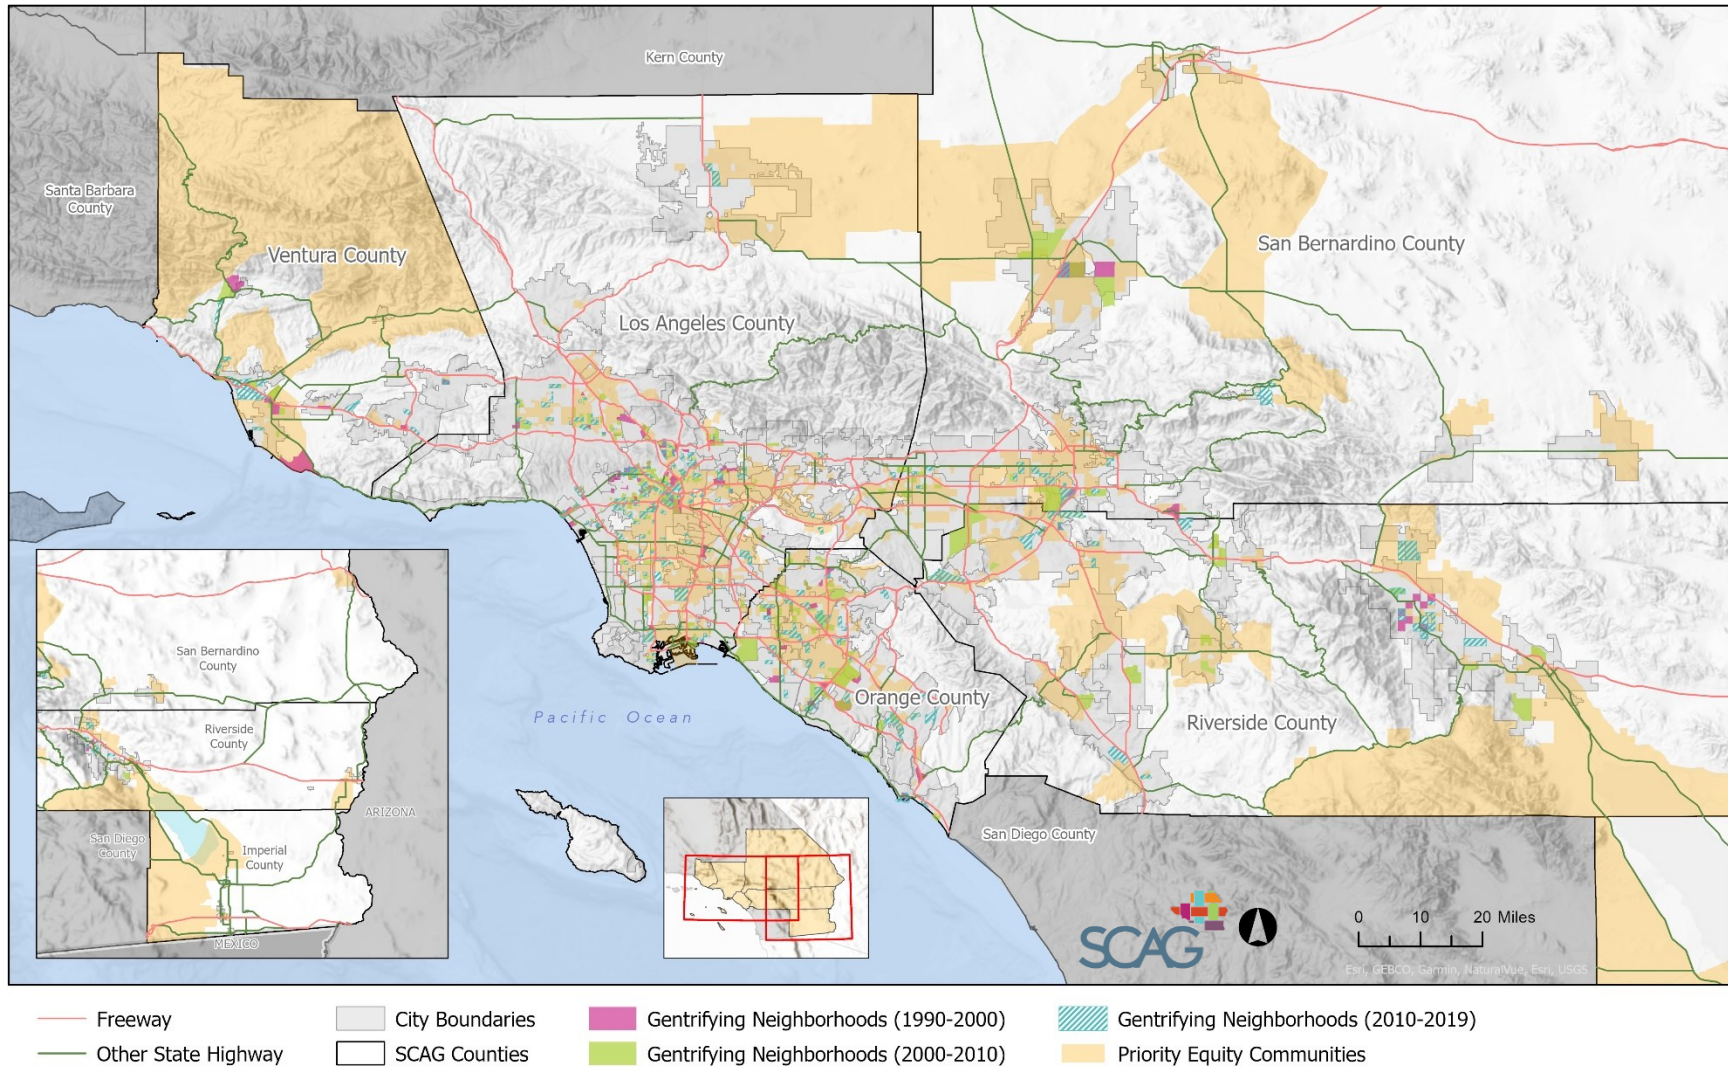 Kern County
Santa Barbara
County
Ventura County
San Bernardino County
Los Angeles County
San Bernardino
County
Riverside
County
ARIZONA
San Diego
County
Imperial
County
MEXICO
Pacific Ocean
Orange County
Riverside County
San Diego County
SCAG
0 10 20 Miles
Esri, GEBCO, Garmin, NaturalVue, Esri, USGS
Freeway
City Boundaries
Gentrifying Neighborhoods (1990-2000)
Gentrifying Neighborhoods (2010-2019)
Other State Highway
SCAG Counties
Gentrifying Neighborhoods (2000-2010)
Priority Equity Communities